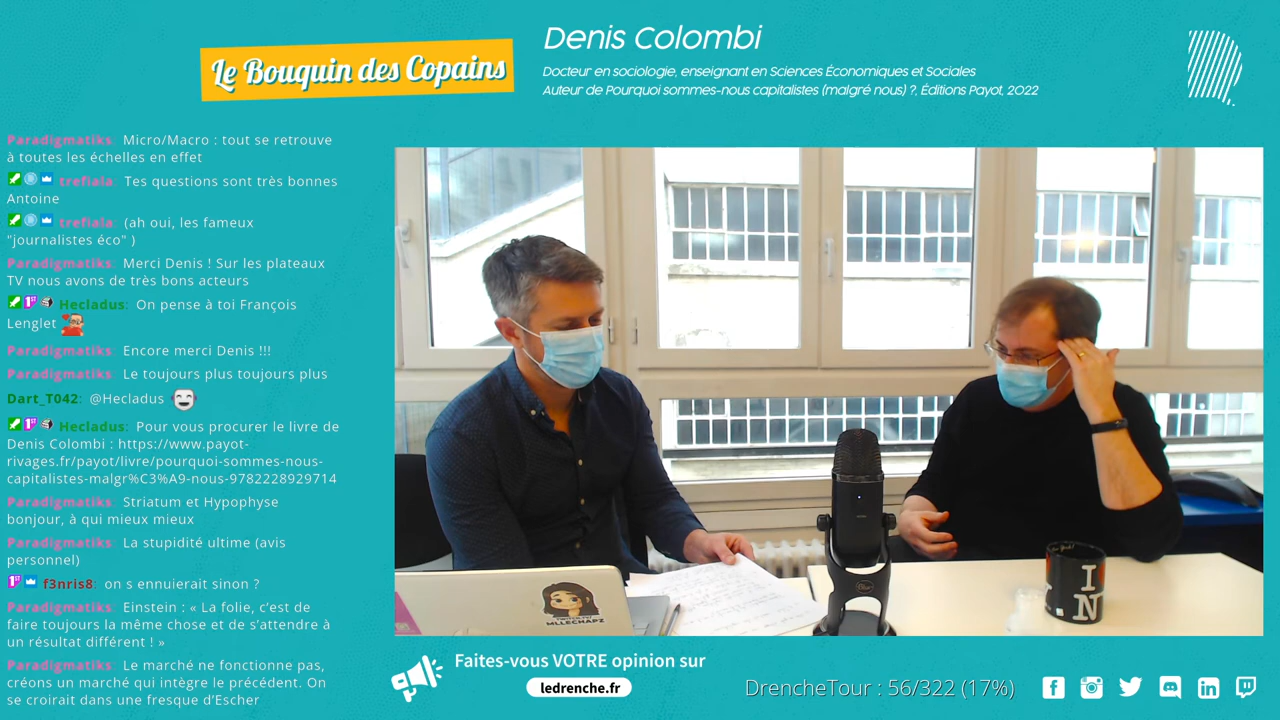 Denis Colombi
Le Bouquin des Copains
Docteur en sociologie, enseignant en Sciences Économiques et Sociales
Auteur de Pourquoi sommes-nous capitalistes (malgré nous) ?, Éditions Payot, 2022
Paradigmatiks: Micro/Macro : tout se retrouve
à toutes les échelles en effet
trefiala: Tes questions sont très bonnes
Antoine
trefiala: (ah oui, les fameux
"journalistes éco" )
Paradigmatiks: Merci Denis ! Sur les plateaux
TV nous avons de très bons acteurs
1st Hecladus: On pense à toi François
Lenglet
Paradigmatiks: Encore merci Denis !!!
Paradigmatiks: Le toujours plus toujours plus
Dart_T042: @Hecladus
1st Hecladus: Pour vous procurer le livre de
Denis Colombi : https://www.payot-
rivages.fr/payot/livre/pourquoi-sommes-nous-
capitalistes-malgr%C3%A9-nous-9782228929714
Paradigmatiks: Striatum et Hypophyse
bonjour, à qui mieux mieux
Paradigmatiks: La stupidité ultime (avis
personnel)
1st f3nris8: on s ennuierait sinon ?
Paradigmatiks: Einstein : « La folie, c'est de
faire toujours la même chose et de s'attendre à
un résultat différent ! »
Paradigmatiks: Le marché ne fonctionne pas,
créons un marché qui intègre le précédent. On
se croirait dans une fresque d'Escher
MLLECHAPZ
I
N
Faites-vous VOTRE opinion sur
ledrenche.fr
DrencheTour : 56/322 (17%)